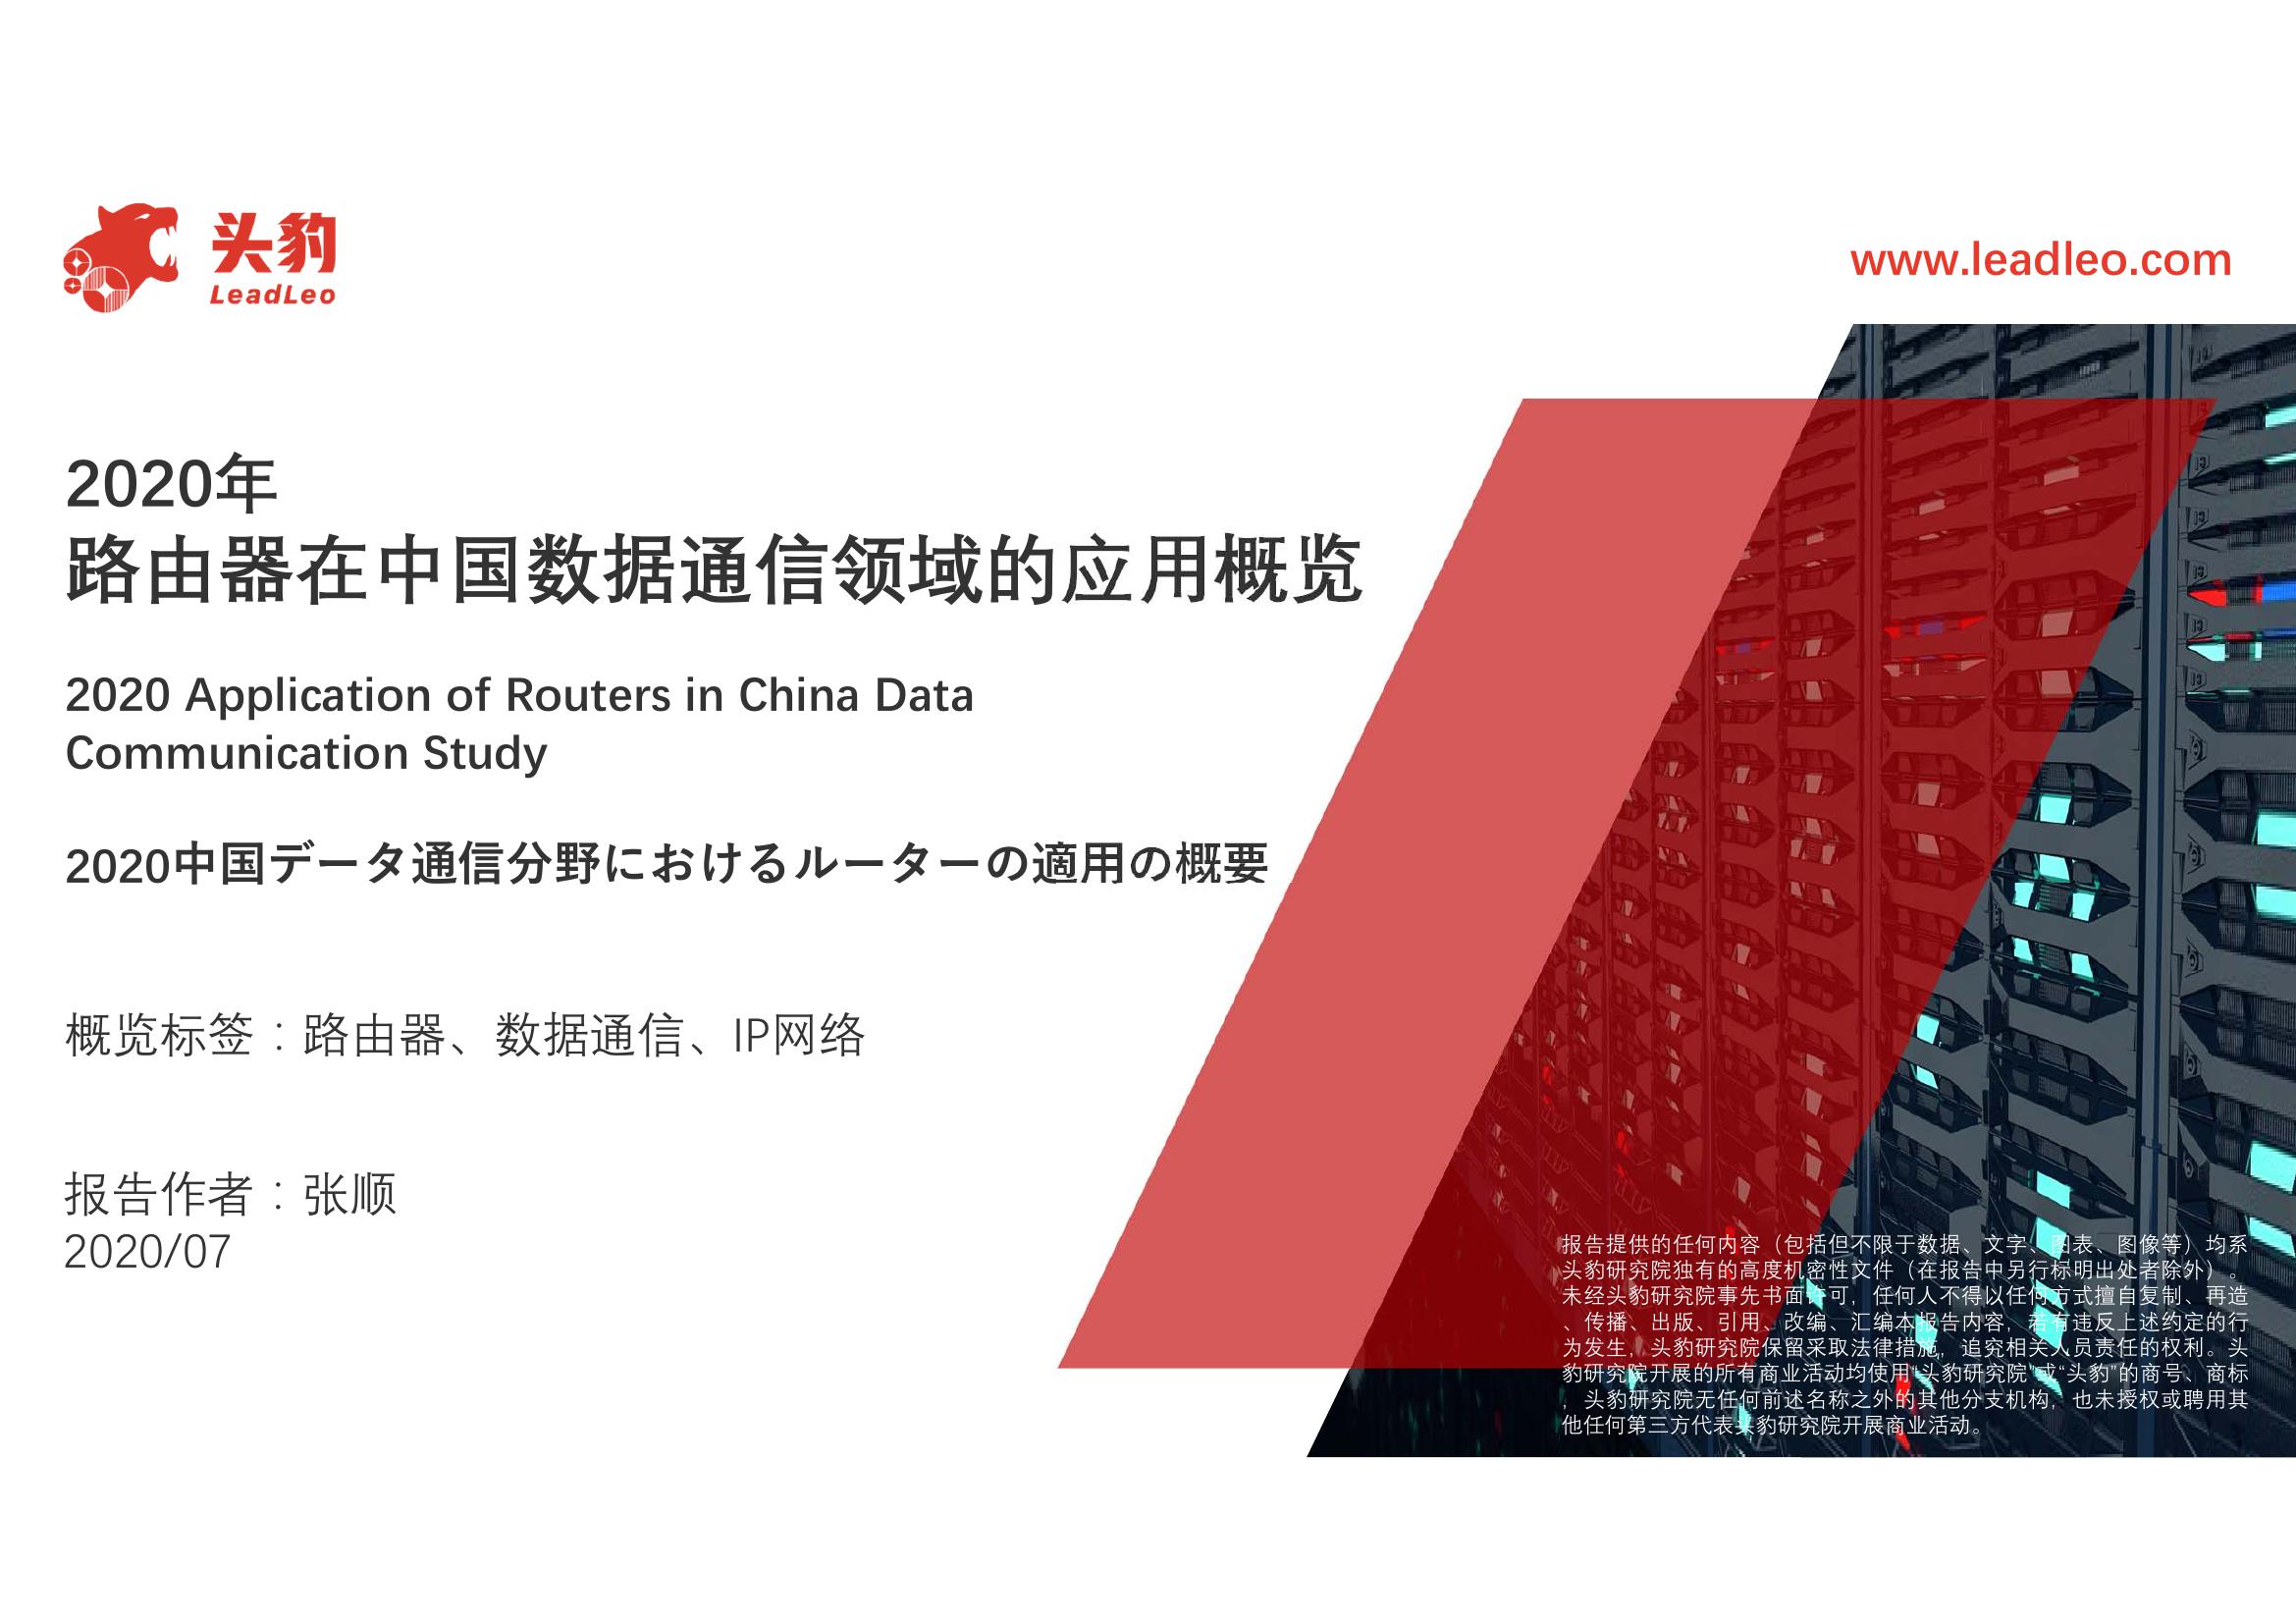 头豹
LeadLeo
www.leadleo.com
2020年
路由器在中国数据通信领域的应用概览
2020 Application of Routers in China Data
Communication Study
2020中国データ通信分野におけるルーターの適用の概要
概览标签：路由器、数据通信、IP网络
报告作者：张顺
2020/07
报告提供的任何内容（包括但不限于数据、文字、图表、图像等）均系
头豹研究院独有的高度机密性文件（在报告中另行标明出处者除外）。
未经头豹研究院事先书面许可，任何人不得以任何方式擅自复制、再造
、传播、出版、引用、改编、汇编本报告内容，若有违反上述约定的行
为发生，头豹研究院保留采取法律措施，追究相关人员责任的权利。头
豹研究院开展的所有商业活动均使用“头豹研究院”或“头豹”的商号、商标
，头豹研究院无任何前述名称之外的其他分支机构，也未授权或聘用其
他任何第三方代表头豹研究院开展商业活动。